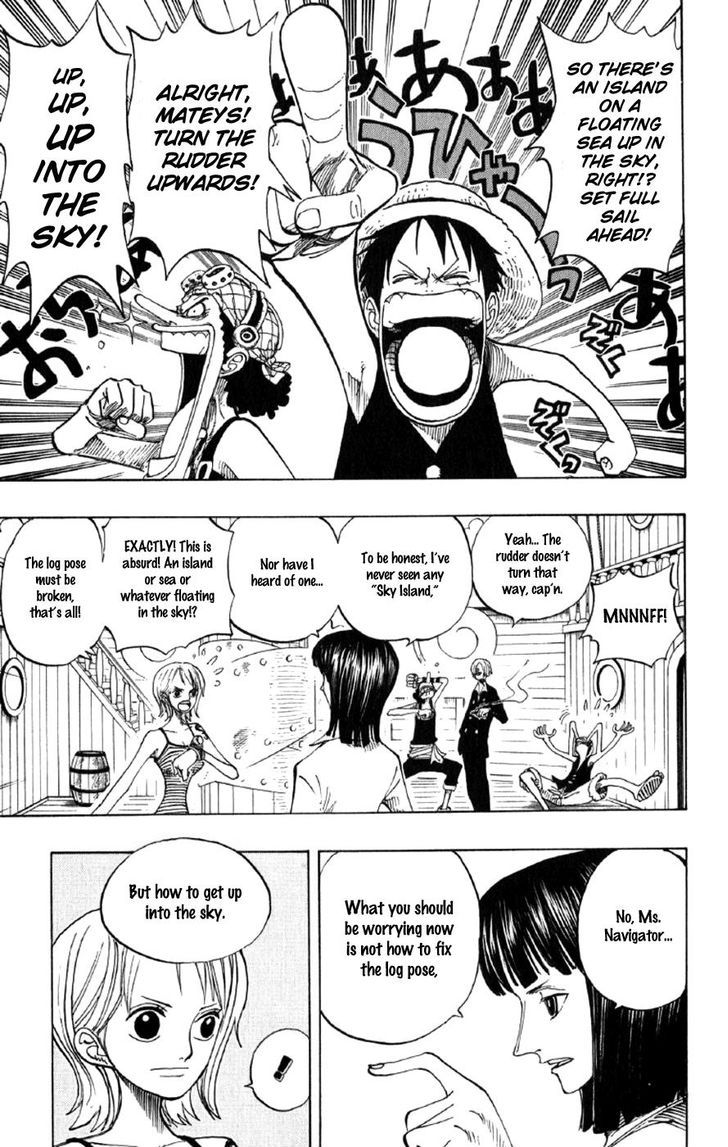 SO THERE'S
AN ISLAND
ON A
FLOATING
SEA UP IN
THE SKY,
RIGHT!?
SET FULL
SAIL
AHEAD!
ALRIGHT,
MATEYS!
TURN THE
RUDDER
UPWARDS!
UP,
UP,
UP
INTO
THE
SKY!
MNNNFF!
Yeah... The
rudder doesn't
turn that
way, cap'n.
To be honest, I've
never seen any
"Sky Island,"
Nor have I
heard of one...
EXACTLY! This is
absurd! An island
or sea or
whatever floating
in the sky!?
The log pose
must be
broken,
that's all!
No, Ms.
Navigator...
What you should
be worrying now
is not how to fix
the log pose,
But how to get up
into the sky.
!